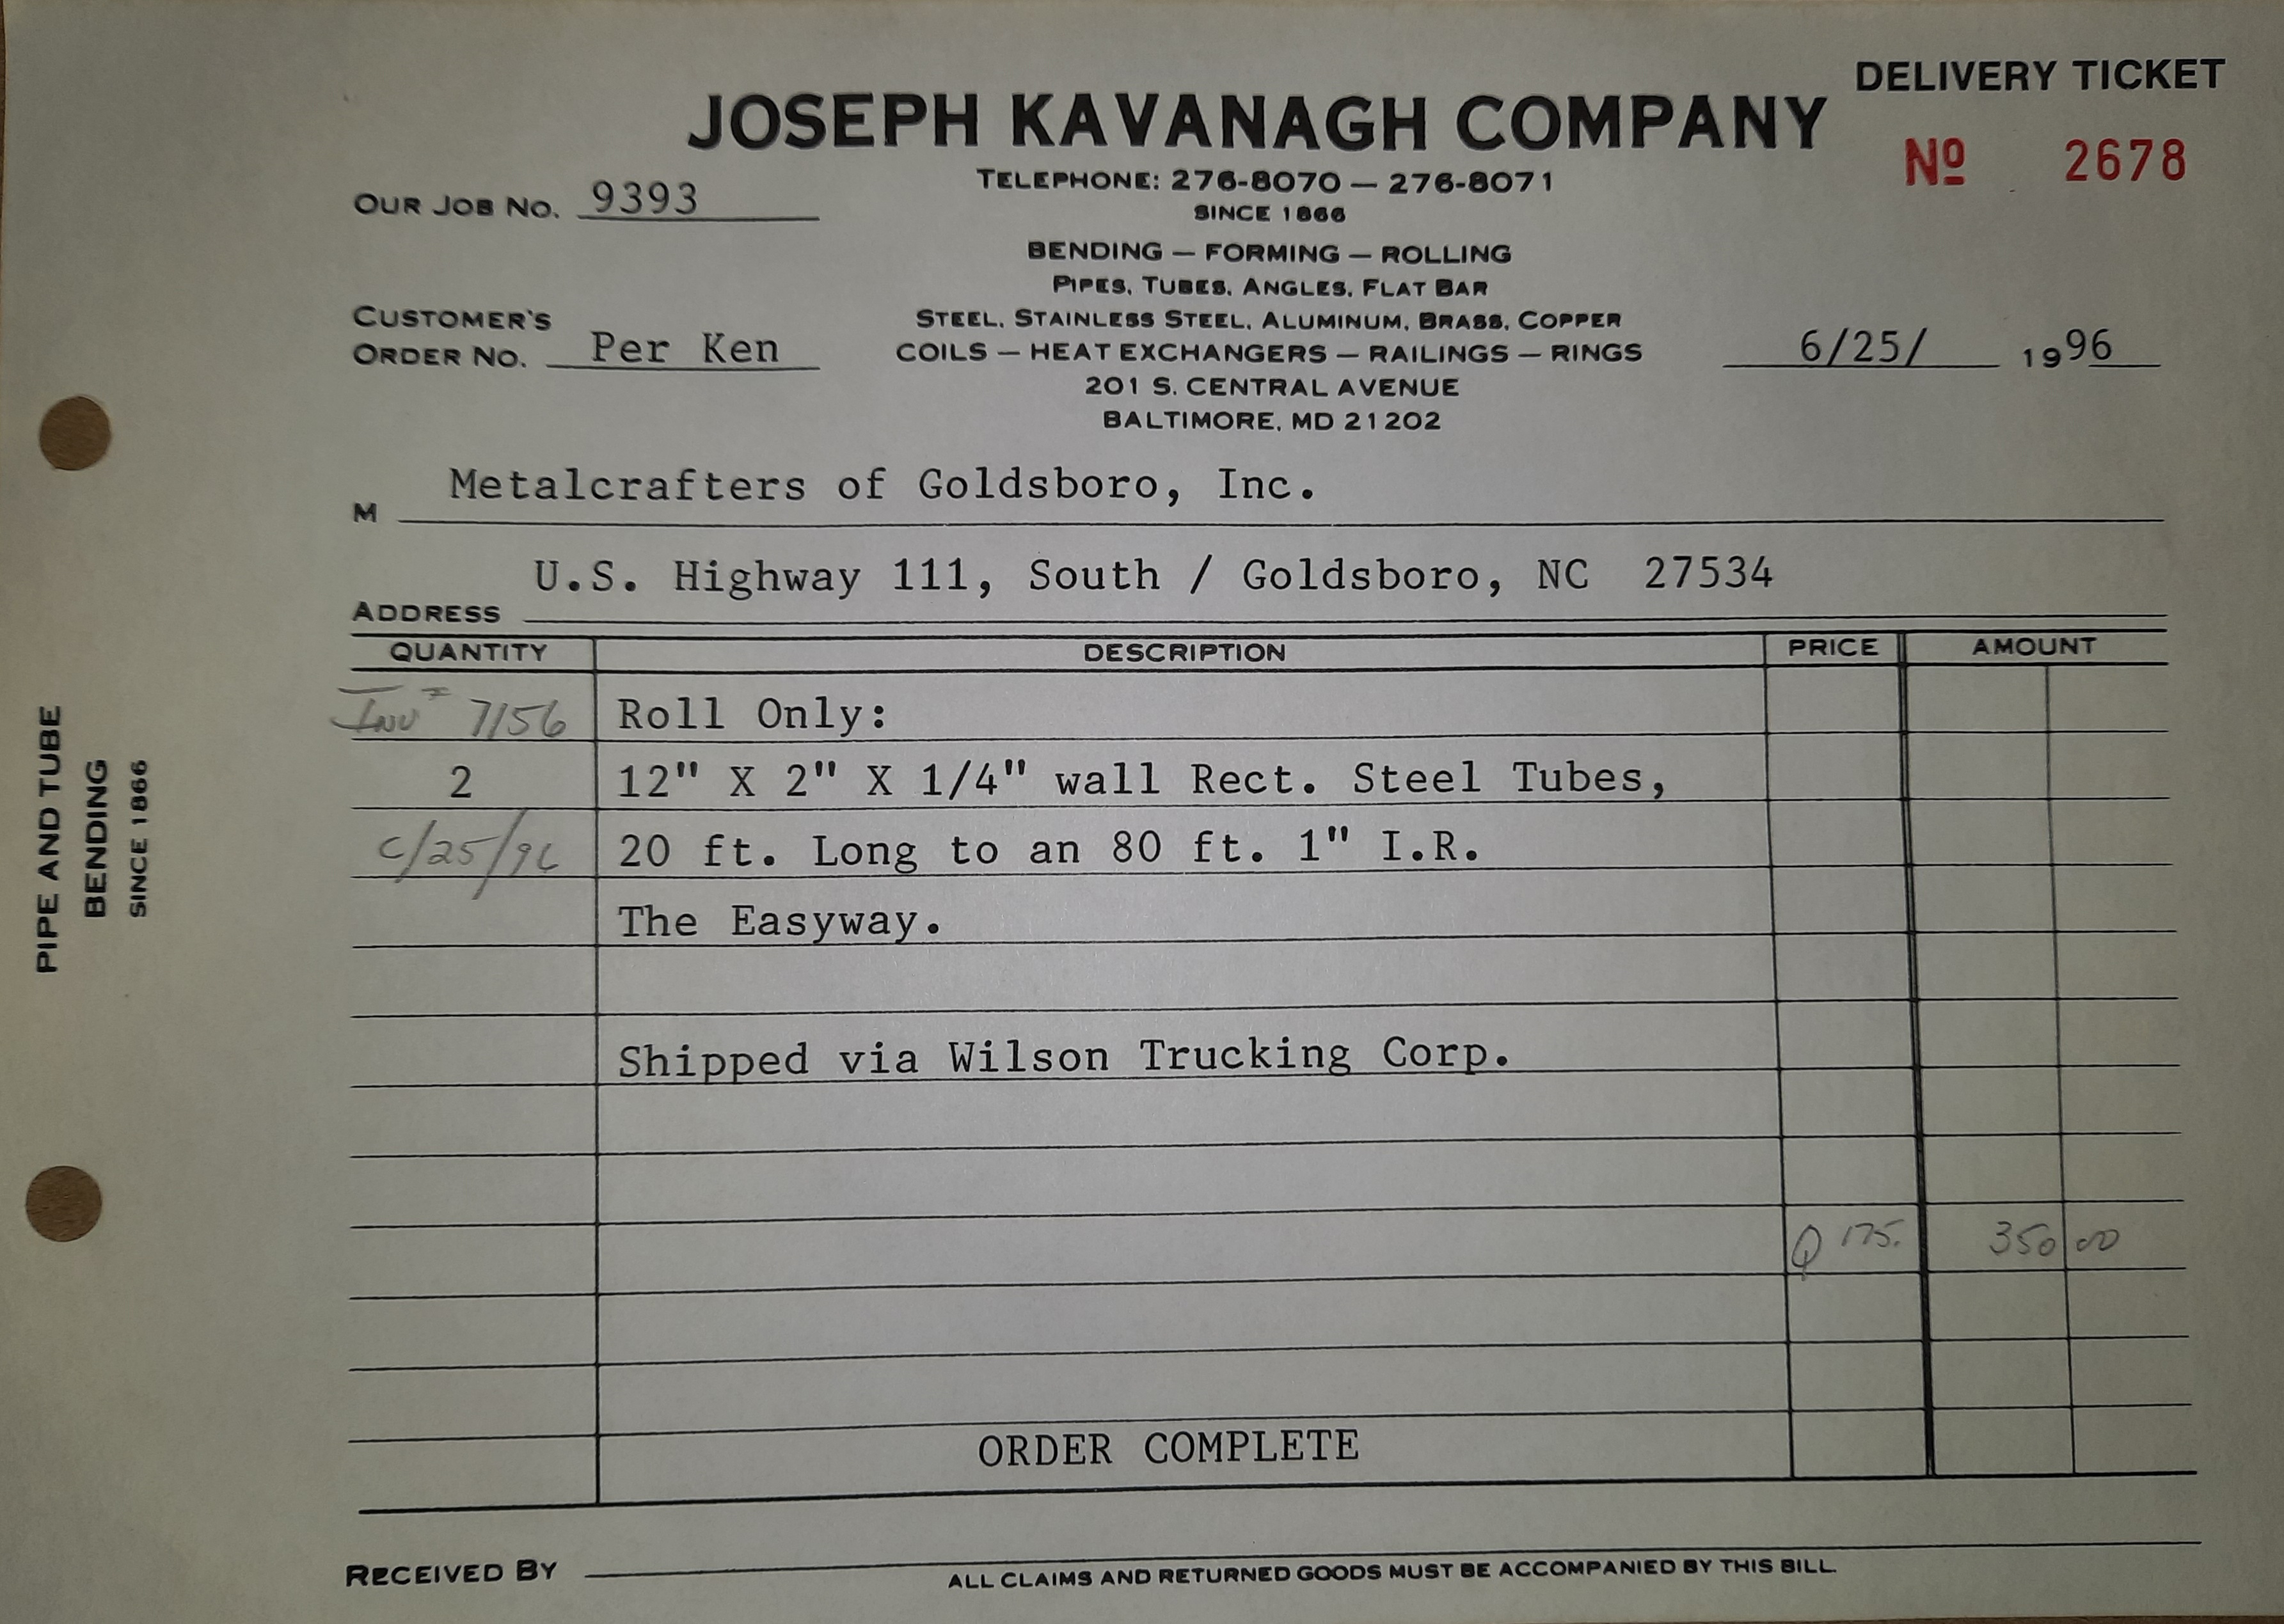 DELIVERY TICKET
JOSEPH KAVANAGH COMPANY
Nº 2678
TELEPHONE: 276-8070 — 276-8071
OUR JOB NO. 9393
SINCE 1866
BENDING — FORMING — ROLLING
PIPES, TUBES, ANGLES, FLAT BAR
CUSTOMER'S
ORDER NO. Per Ken
STEEL, STAINLESS STEEL, ALUMINUM, BRASS, COPPER
COILS — HEAT EXCHANGERS — RAILINGS — RINGS
6/25/ 1996
201 S. CENTRAL AVENUE
BALTIMORE, MD 21202
M Metalcrafters of Goldsboro, Inc.
ADDRESS U.S. Highway 111, South / Goldsboro, NC 27534
QUANTITY DESCRIPTION PRICE AMOUNT
Inv # 7156 Roll Only:
2 12" X 2" X 1/4" wall Rect. Steel Tubes,
6/25/96 20 ft. Long to an 80 ft. 1" I.R.
The Easyway.
Shipped via Wilson Trucking Corp.
175. 350 00
ORDER COMPLETE
RECEIVED BY
ALL CLAIMS AND RETURNED GOODS MUST BE ACCOMPANIED BY THIS BILL.
PIPE AND TUBE
BENDING
SINCE 1866